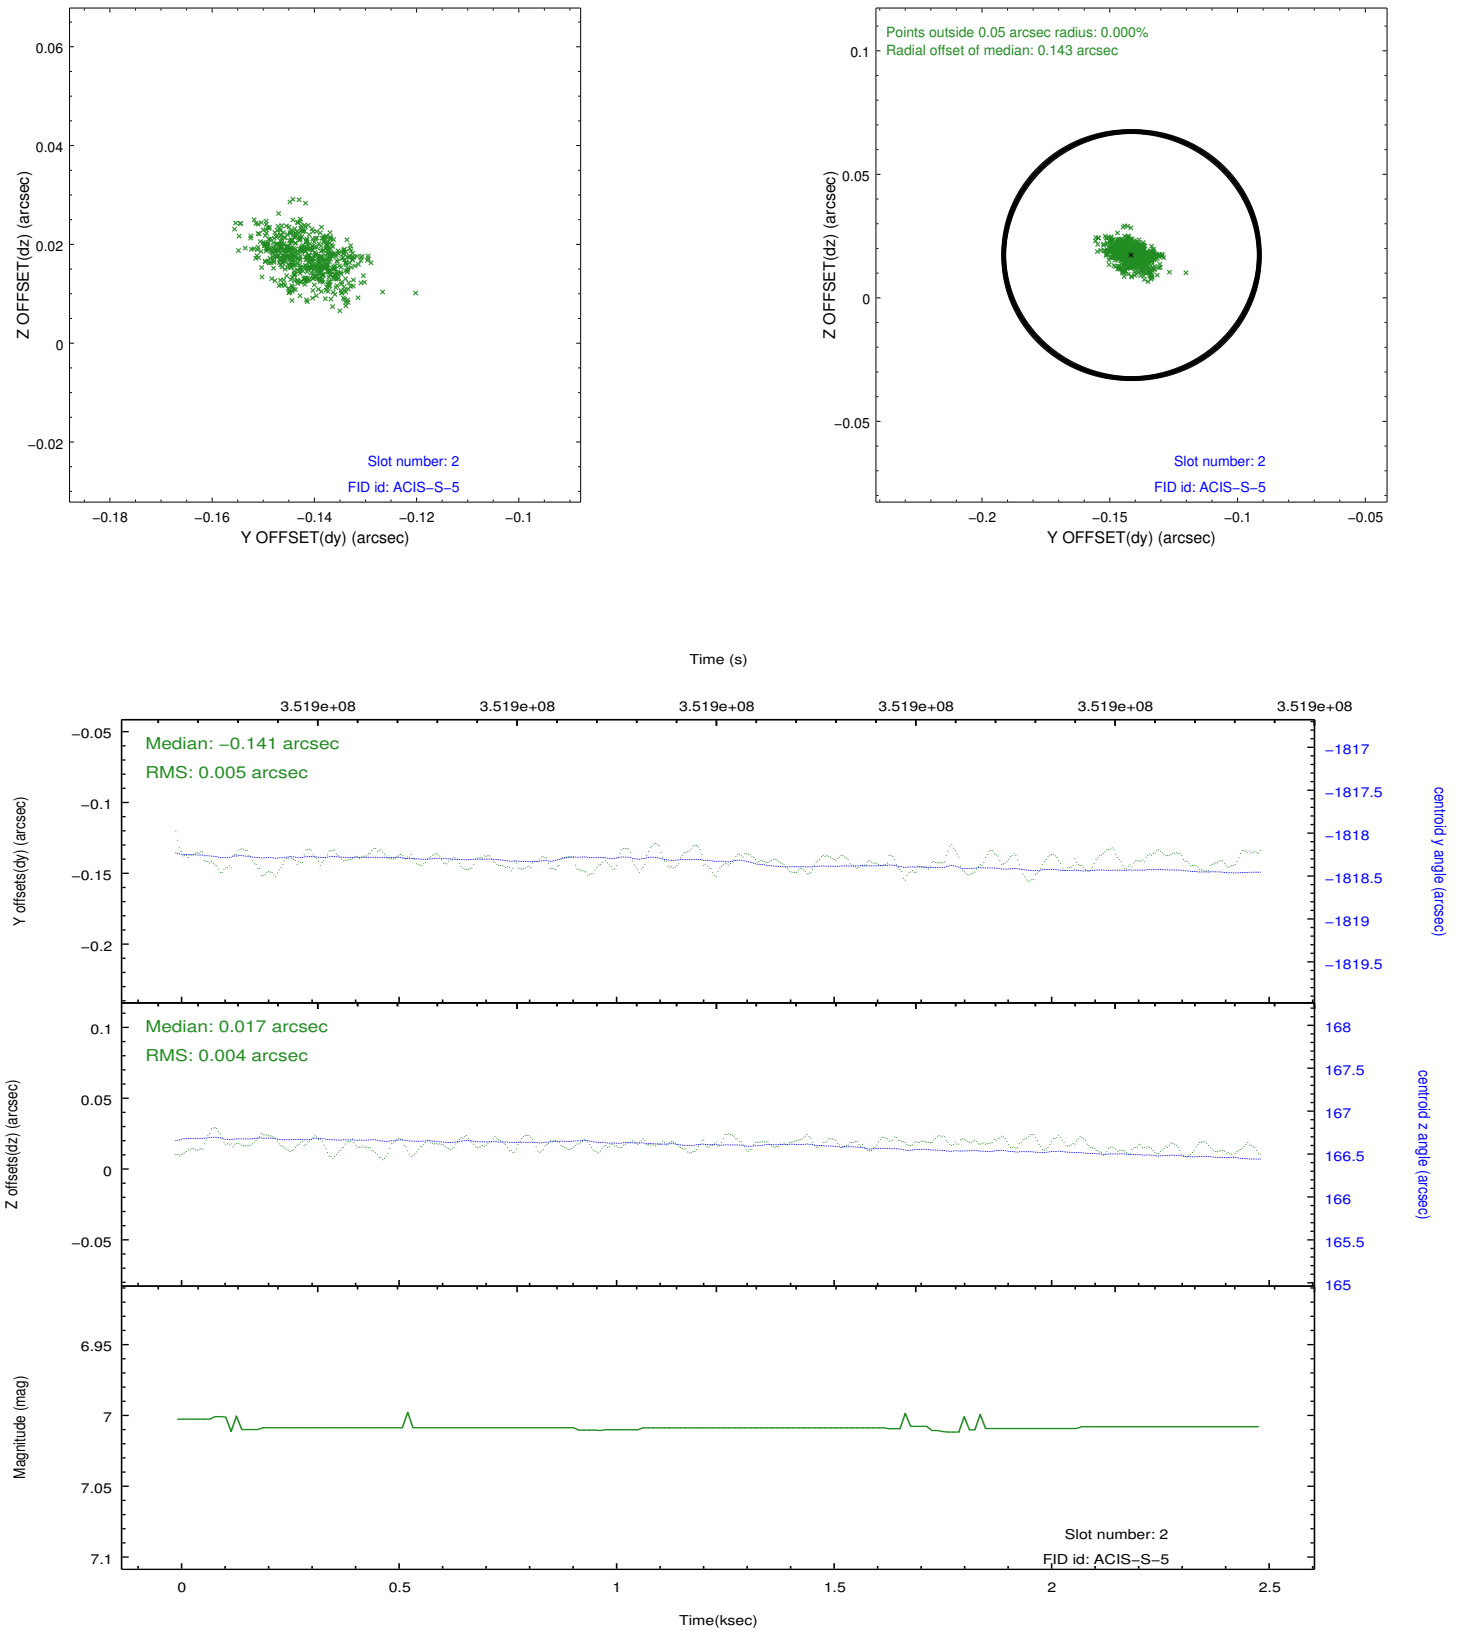 0.06
0.04
0.02
0
−0.02
Z OFFSET(dz) (arcsec)
Slot number: 2
FID id: ACIS−S−5
−0.18 −0.16 −0.14 −0.12 −0.1
Y OFFSET(dy) (arcsec)
Points outside 0.05 arcsec radius: 0.000%
Radial offset of median: 0.143 arcsec
0.1
0.05
0
−0.05
Z OFFSET(dz) (arcsec)
Slot number: 2
FID id: ACIS−S−5
−0.2 −0.15 −0.1 −0.05
Y OFFSET(dy) (arcsec)
Time (s)
3.519e+08 3.519e+08 3.519e+08 3.519e+08 3.519e+08 3.519e+08
Median: −0.141 arcsec
RMS: 0.005 arcsec
−0.05
−0.1
−0.15
−0.2
Y offsets(dy) (arcsec)
−1817
−1817.5
−1818
−1818.5
−1819
−1819.5
centroid y angle (arcsec)
Median: 0.017 arcsec
RMS: 0.004 arcsec
0.1
0.05
0
−0.05
Z offsets(dz) (arcsec)
168
167.5
167
166.5
166
165.5
165
centroid z angle (arcsec)
6.95
7
7.05
7.1
Magnitude (mag)
Slot number: 2
FID id: ACIS−S−5
0 0.5 1 1.5 2 2.5
Time(ksec)